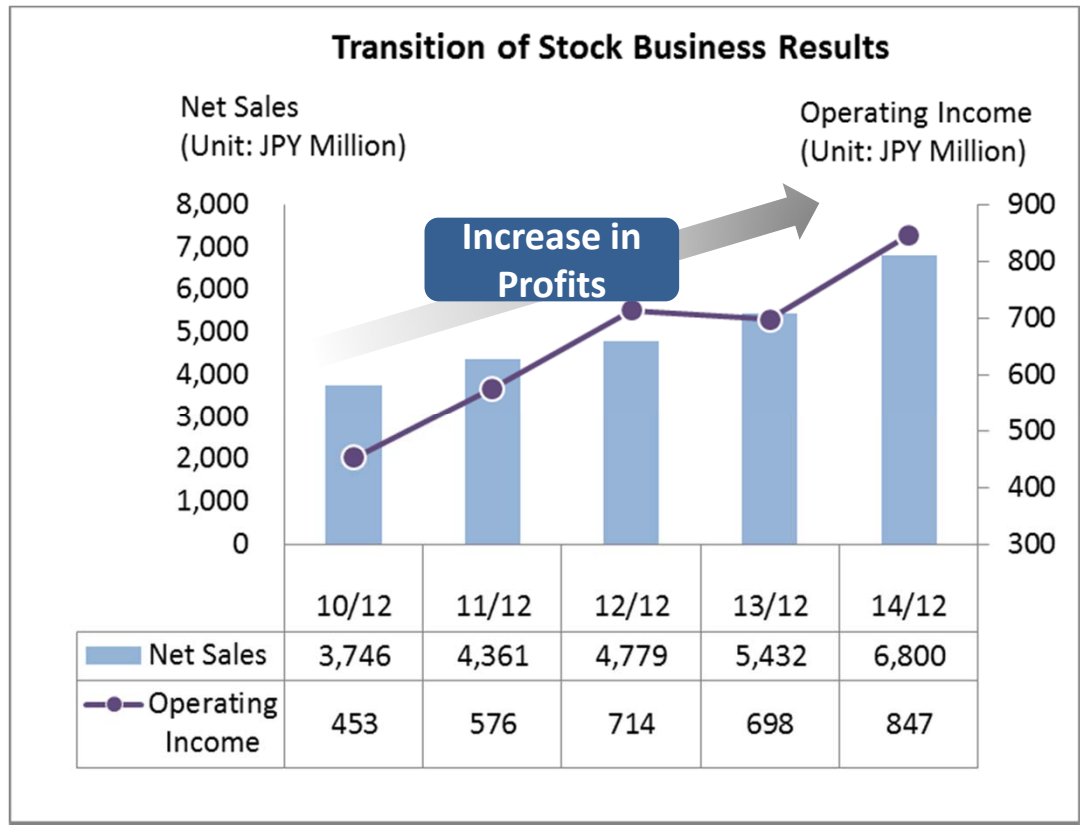 Transition of Stock Business Results
Net Sales
(Unit: JPY Million)
Operating Income
(Unit: JPY Million)
Increase in
Profits
8,000
7,000
6,000
5,000
4,000
3,000
2,000
1,000
0
900
800
700
600
500
400
300
10/12 11/12 12/12 13/12 14/12
Net Sales 3,746 4,361 4,779 5,432 6,800
Operating
Income 453 576 714 698 847